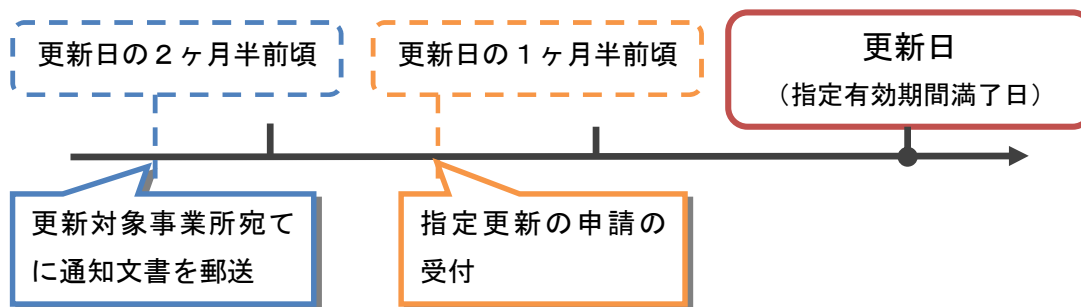 更新日の２ヶ月半前頃
更新日の１ヶ月半前頃
更新日
（指定有効期間満了日）
更新対象事業所宛て
に通知文書を郵送
指定更新の申請の
受付